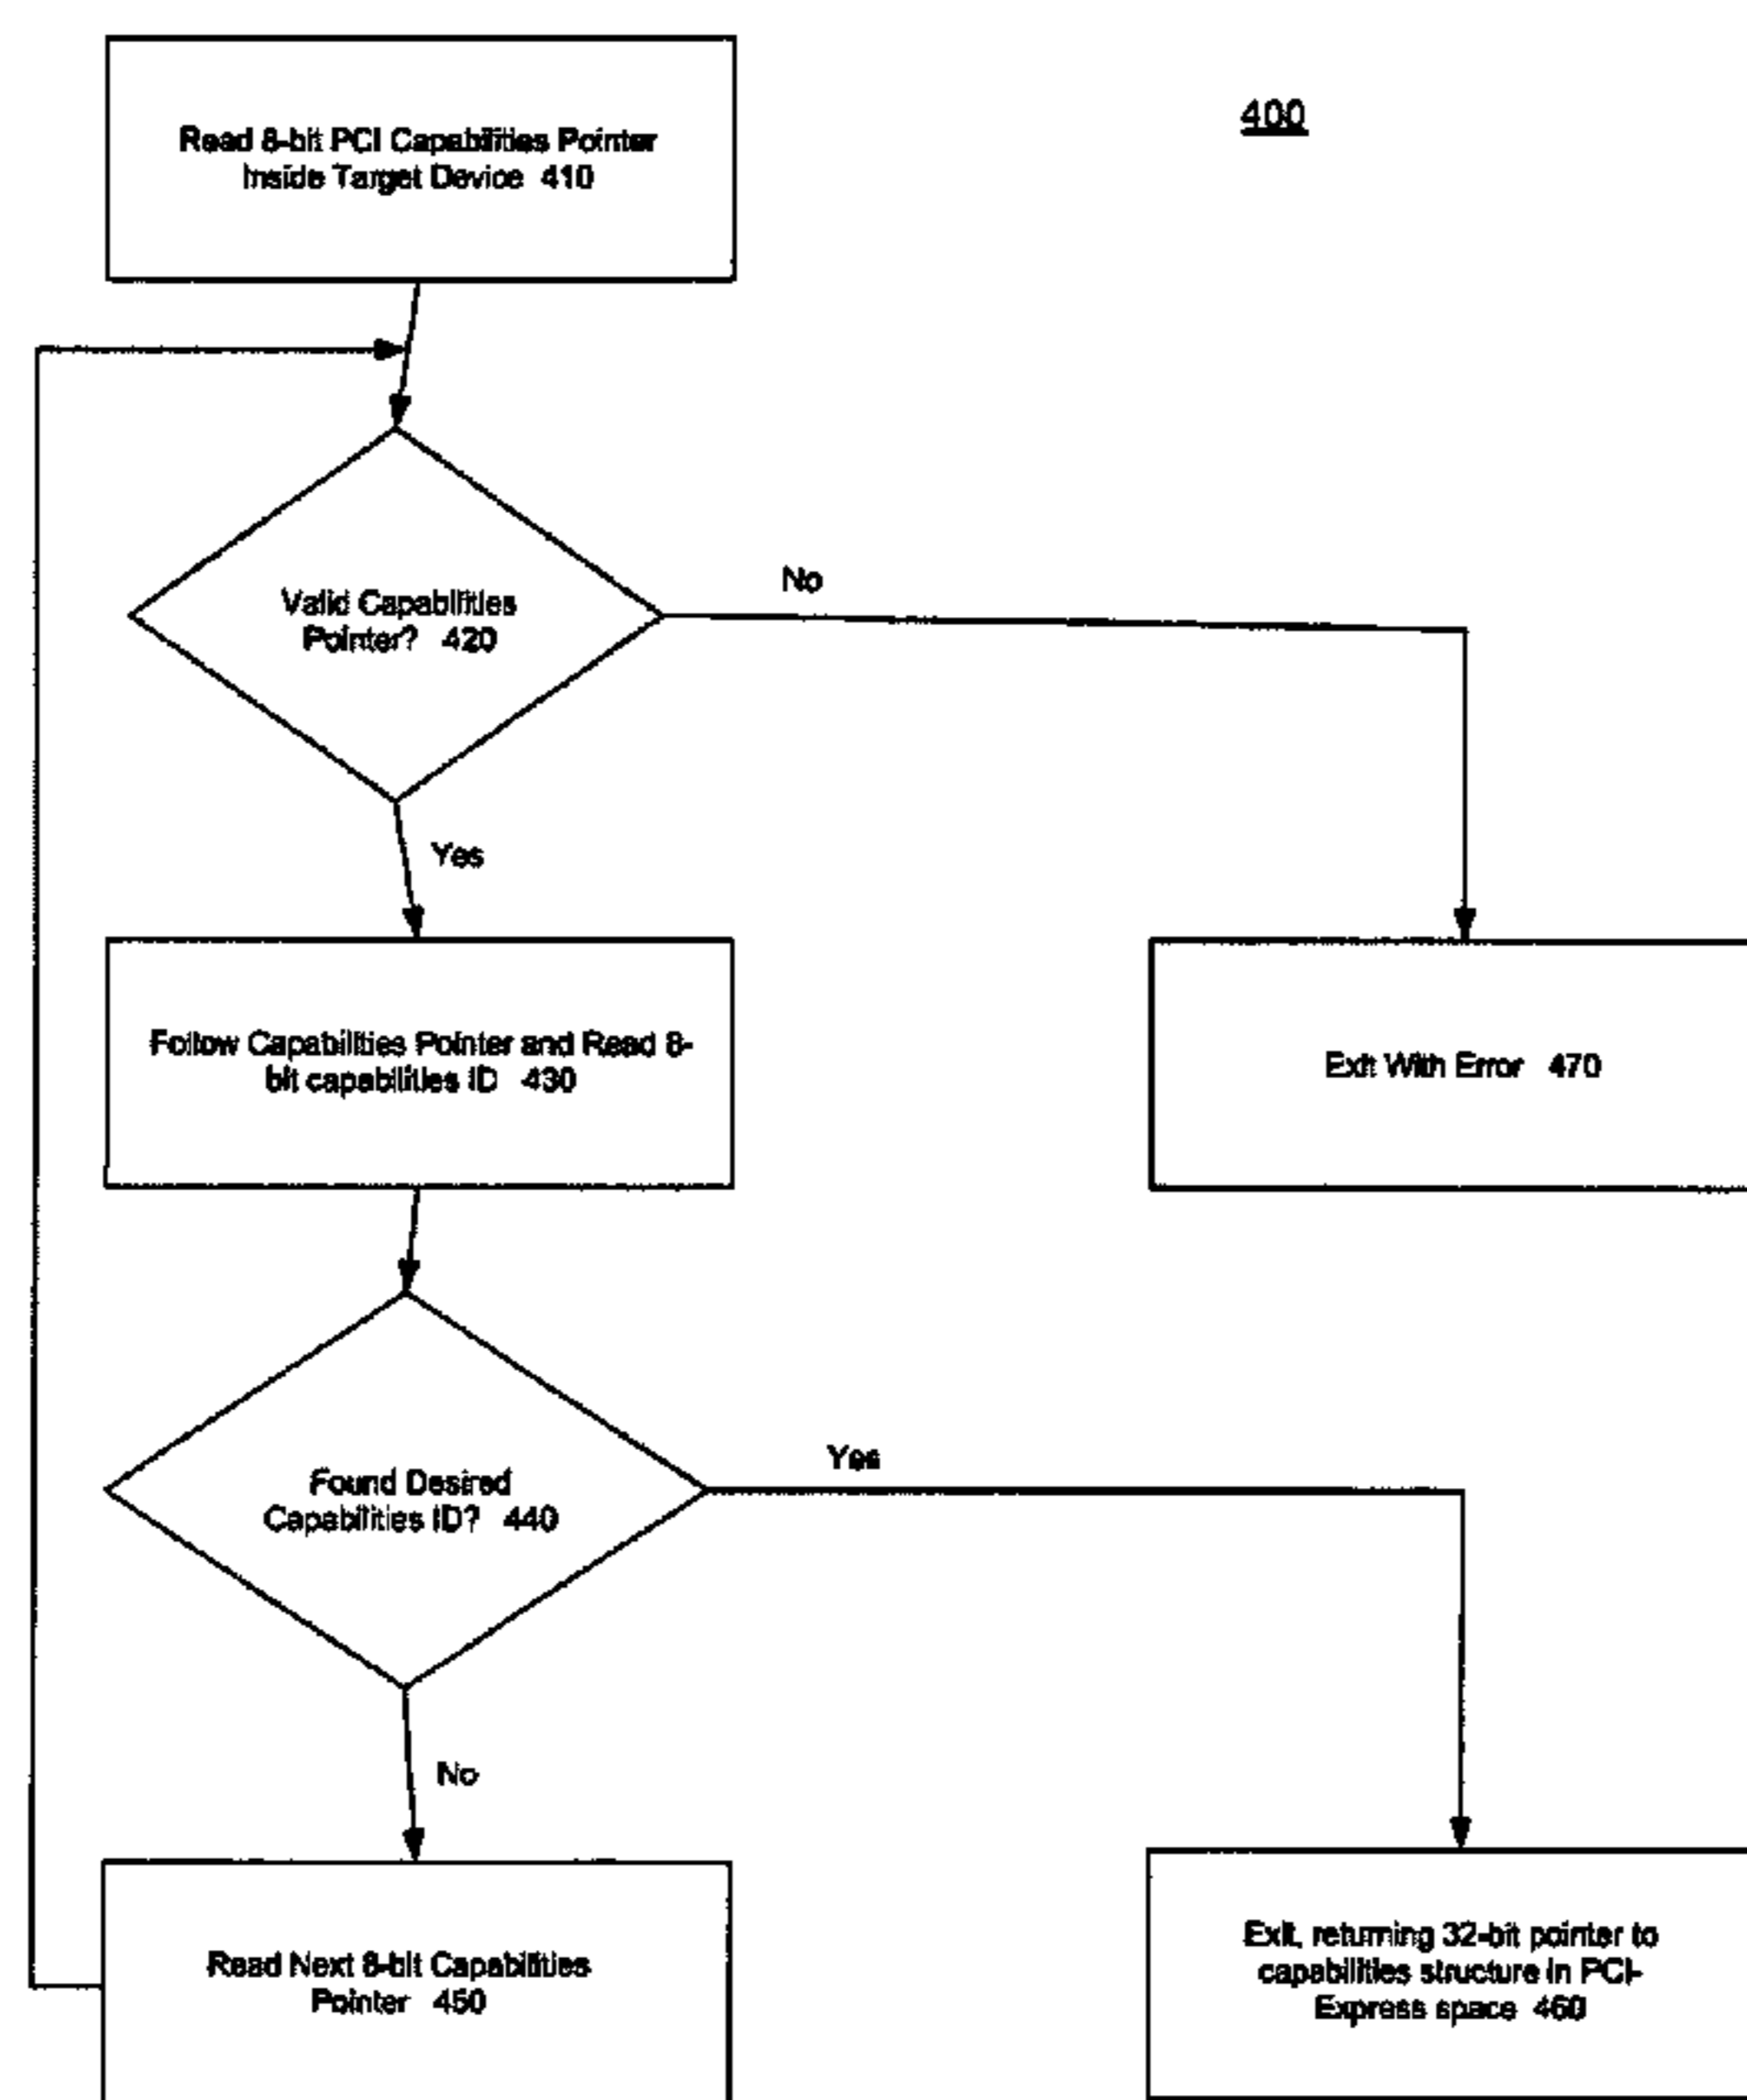 400
Read 8-bit PCI Capabilities Pointer
Inside Target Device 410
Valid Capabilities
Pointer? 420
No
Yes
Follow Capabilities Pointer and Read 8-
bit capabilities ID 430
Exit With Error 470
Found Desired
Capabilities ID? 440
Yes
No
Read Next 8-bit Capabilities
Pointer 450
Exit, returning 32-bit pointer to
capabilities structure in PCI-
Express space 460